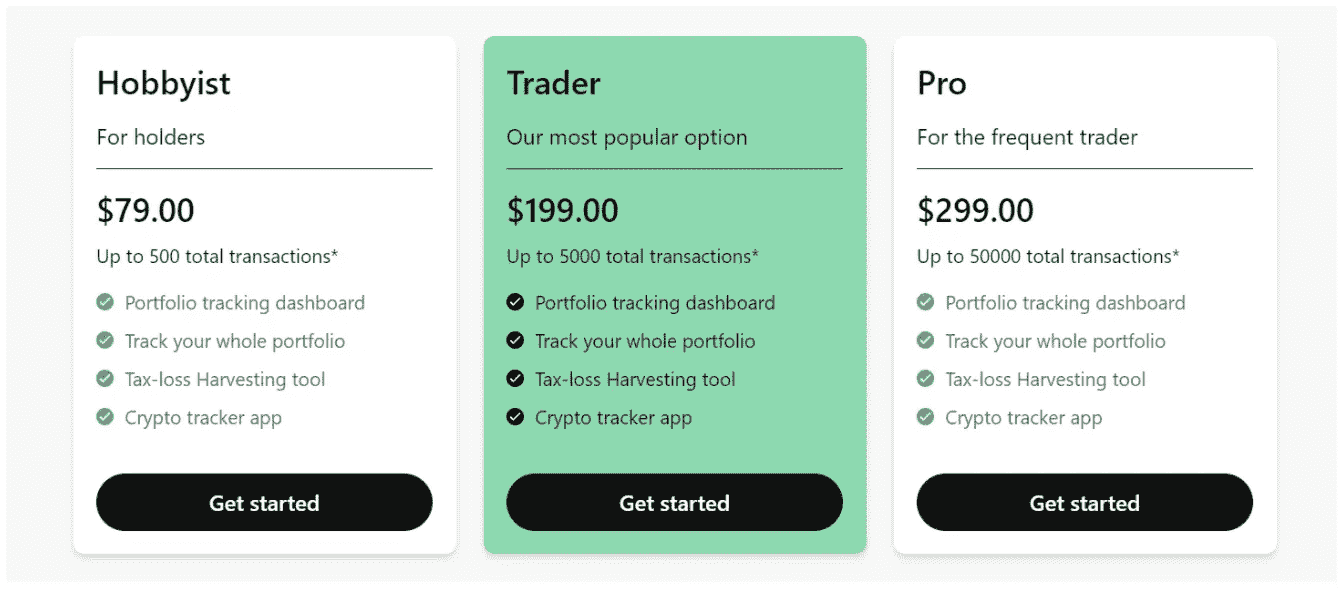 Hobbyist
For holders
$79.00
Up to 500 total transactions*
Portfolio tracking dashboard
Track your whole portfolio
Tax-loss Harvesting tool
Crypto tracker app
Get started
Trader
Our most popular option
$199.00
Up to 5000 total transactions*
Portfolio tracking dashboard
Track your whole portfolio
Tax-loss Harvesting tool
Crypto tracker app
Get started
Pro
For the frequent trader
$299.00
Up to 50000 total transactions*
Portfolio tracking dashboard
Track your whole portfolio
Tax-loss Harvesting tool
Crypto tracker app
Get started